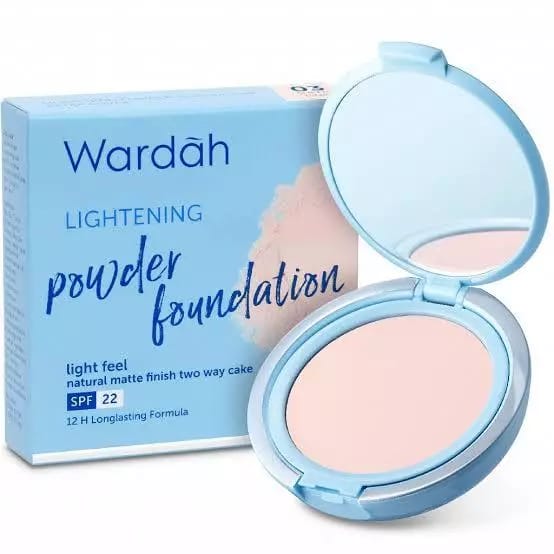 03
Wardah
LIGHTENING
powder
foundation
light feel
natural matte finish two way cake
SPF 22
12 H Longlasting Formula